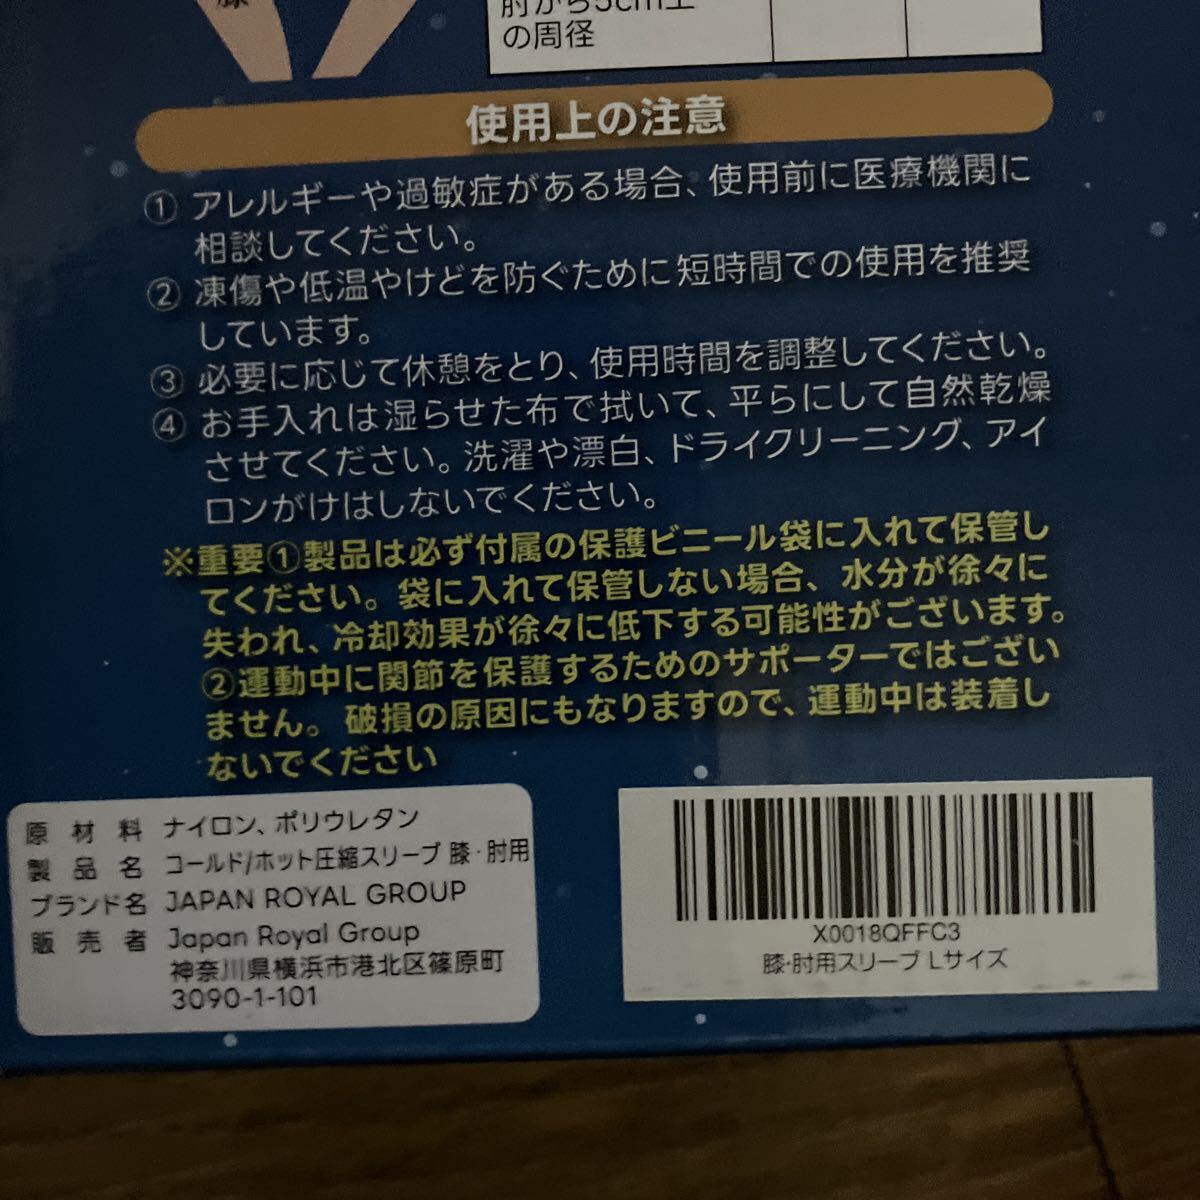 膝
肘から5cm上
の周径
使用上の注意
① アレルギーや過敏症がある場合、使用前に医療機関に
相談してください。
② 凍傷や低温やけどを防ぐために短時間での使用を推奨
しています。
③ 必要に応じて休憩をとり、使用時間を調整してください。
④ お手入れは湿らせた布で拭いて、平らにして自然乾燥
させてください。洗濯や漂白、ドライクリーニング、アイ
ロンがけはしないでください。
※重要①製品は必ず付属の保護ビニール袋に入れて保管し
てください。袋に入れて保管しない場合、水分が徐々に
失われ、冷却効果が徐々に低下する可能性がございます。
②運動中に関節を保護するためのサポーターではござい
ません。破損の原因にもなりますので、運動中は装着し
ないでください
原材料 ナイロン、ポリウレタン
製品名 コールド/ホット圧縮スリーブ 膝・肘用
ブランド名 JAPAN ROYAL GROUP
販売者 Japan Royal Group
神奈川県横浜市港北区篠原町
3090-1-101
X0018QFFC3
膝・肘用スリーブ Lサイズ